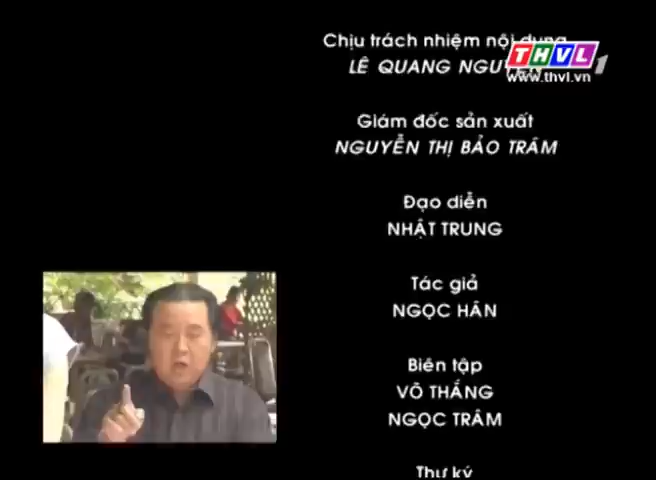 Chịu trách nhiệm nội dung
LÊ QUANG NGUYÊN
THVL1
www.thvl.vn
Giám đốc sản xuất
NGUYỄN THỊ BẢO TRÂM
Đạo diễn
NHẬT TRUNG
Tác giả
NGỌC HÂN
Biên tập
VÕ THẮNG
NGỌC TRÂM
Thư ký